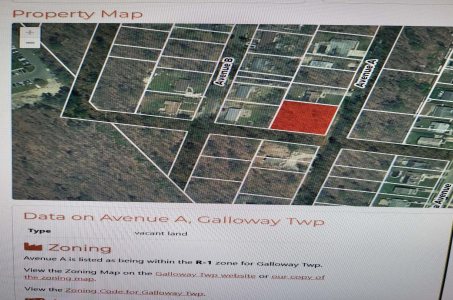 Property Map
+
−
Avenue B
Avenue A
Avenue
Data on Avenue A, Galloway Twp
Type vacant land
Zoning
Avenue A is listed as being within the R-1 zone for Galloway Twp.
View the Zoning Map on the Galloway Twp website or our copy of
the zoning map.
View the Zoning Code for Galloway Twp.